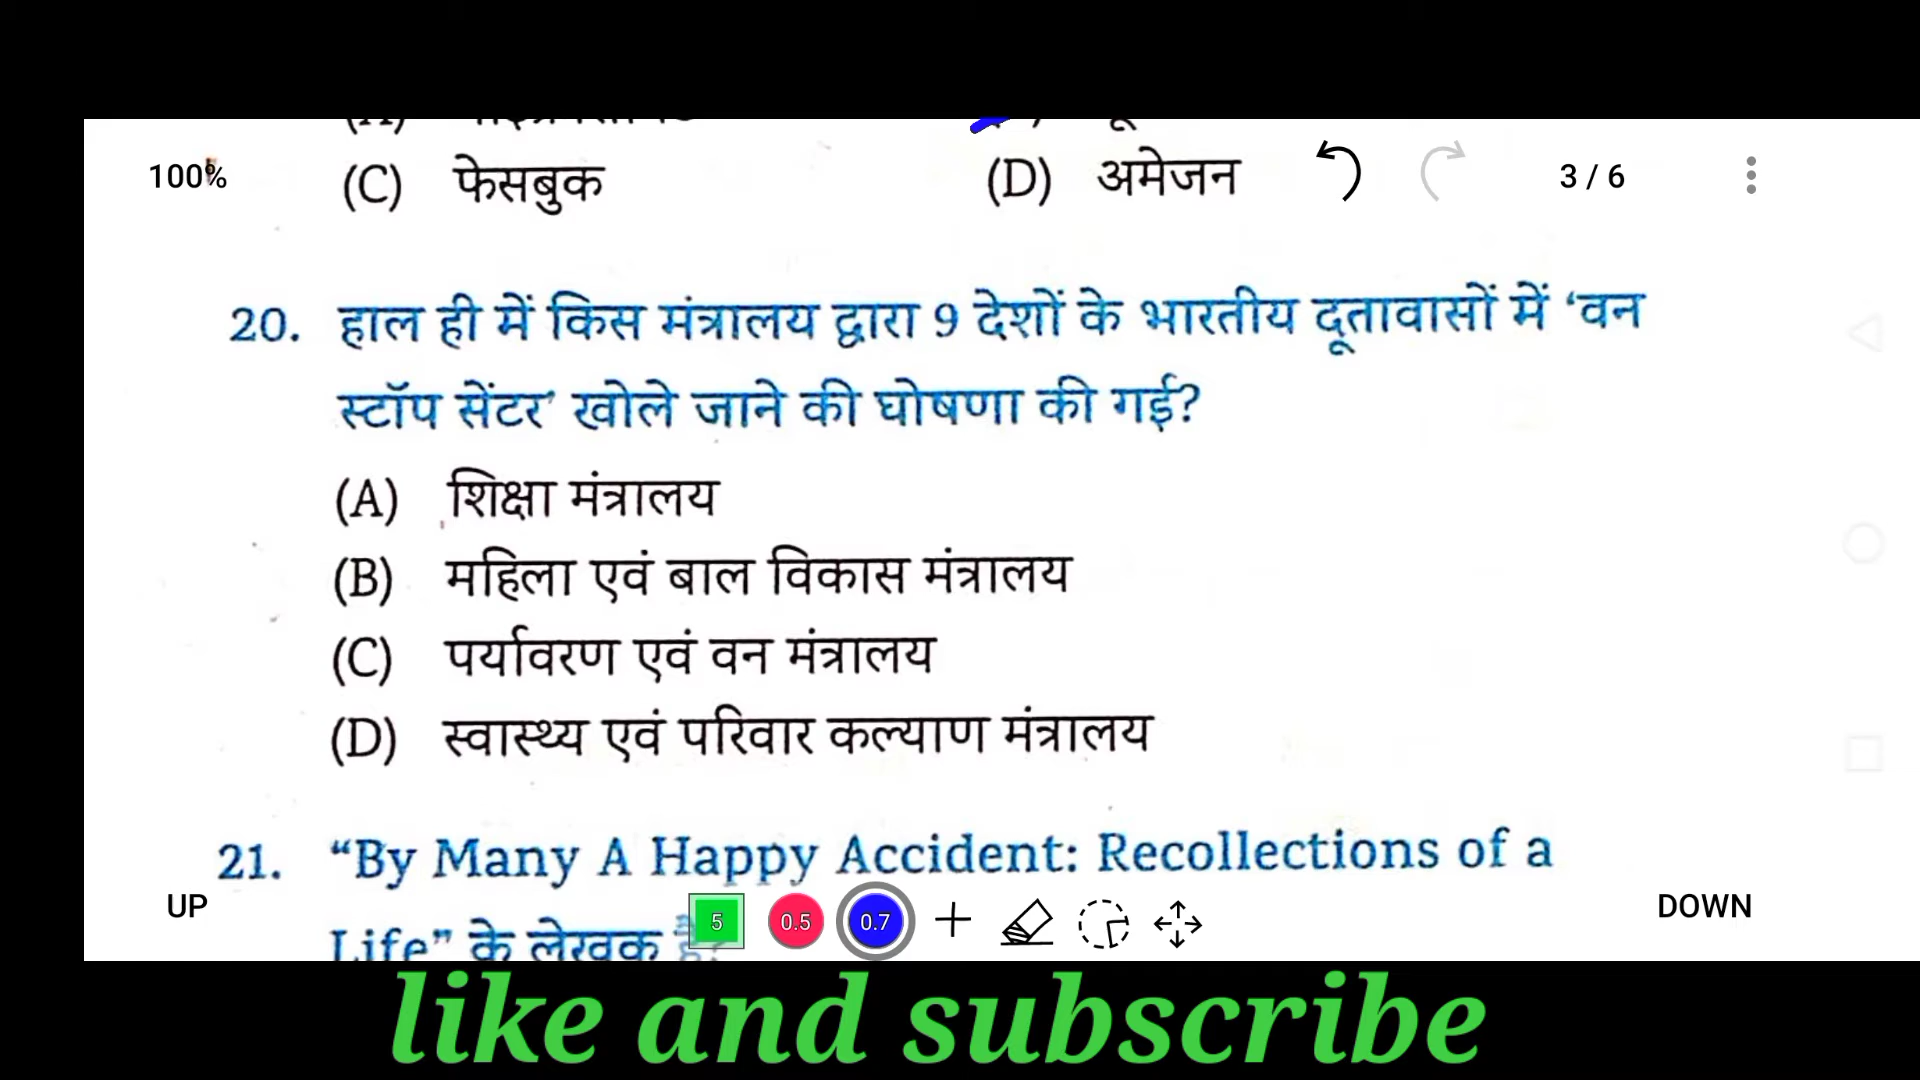 100%
(C) फेसबुक (D) अमेजन
3 / 6
20. हाल ही में किस मंत्रालय द्वारा 9 देशों के भारतीय दूतावासों में ‘वन
स्टॉप सेंटर’ खोले जाने की घोषणा की गई?
(A) शिक्षा मंत्रालय
(B) महिला एवं बाल विकास मंत्रालय
(C) पर्यावरण एवं वन मंत्रालय
(D) स्वास्थ्य एवं परिवार कल्याण मंत्रालय
21. “By Many A Happy Accident: Recollections of a
UP 5 0.5 0.7 DOWN
Life” के लेखक है?
like and subscribe